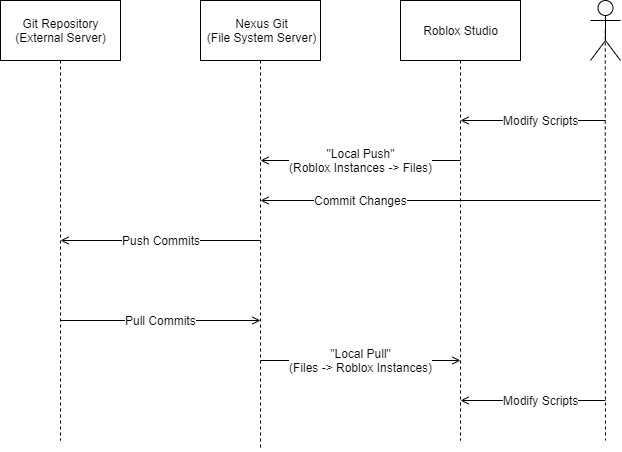 Git Repository
(External Server)
Nexus Git
(File System Server)
Roblox Studio
Modify Scripts
"Local Push"
(Roblox Instances -> Files)
Commit Changes
Push Commits
Pull Commits
"Local Pull"
(Files -> Roblox Instances)
Modify Scripts